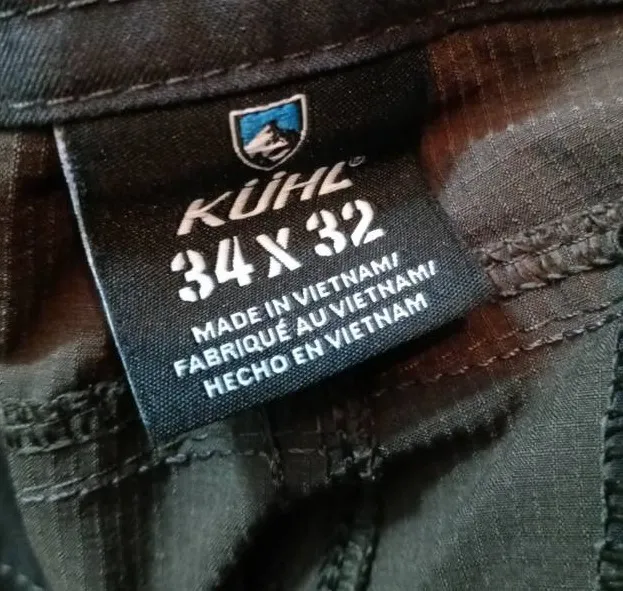 KÜHL®
34 X 32
MADE IN VIETNAM/
FABRIQUÉ AU VIETNAM/
HECHO EN VIETNAM